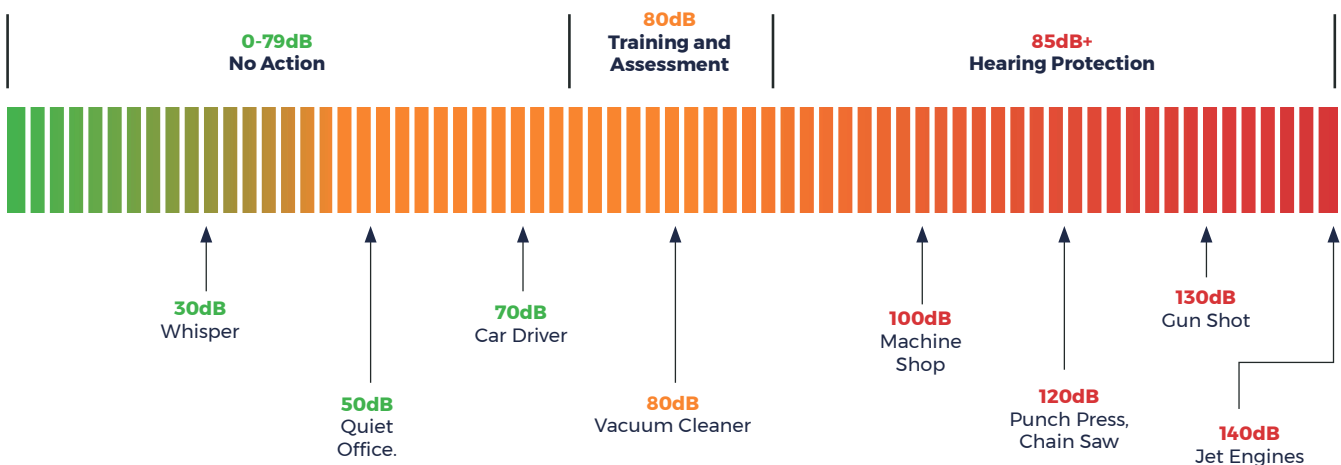 0-79dB
No Action
80dB
Training and
Assessment
85dB+
Hearing Protection
30dB
Whisper
50dB
Quiet
Office.
70dB
Car Driver
80dB
Vacuum Cleaner
100dB
Machine
Shop
120dB
Punch Press,
Chain Saw
130dB
Gun Shot
140dB
Jet Engines